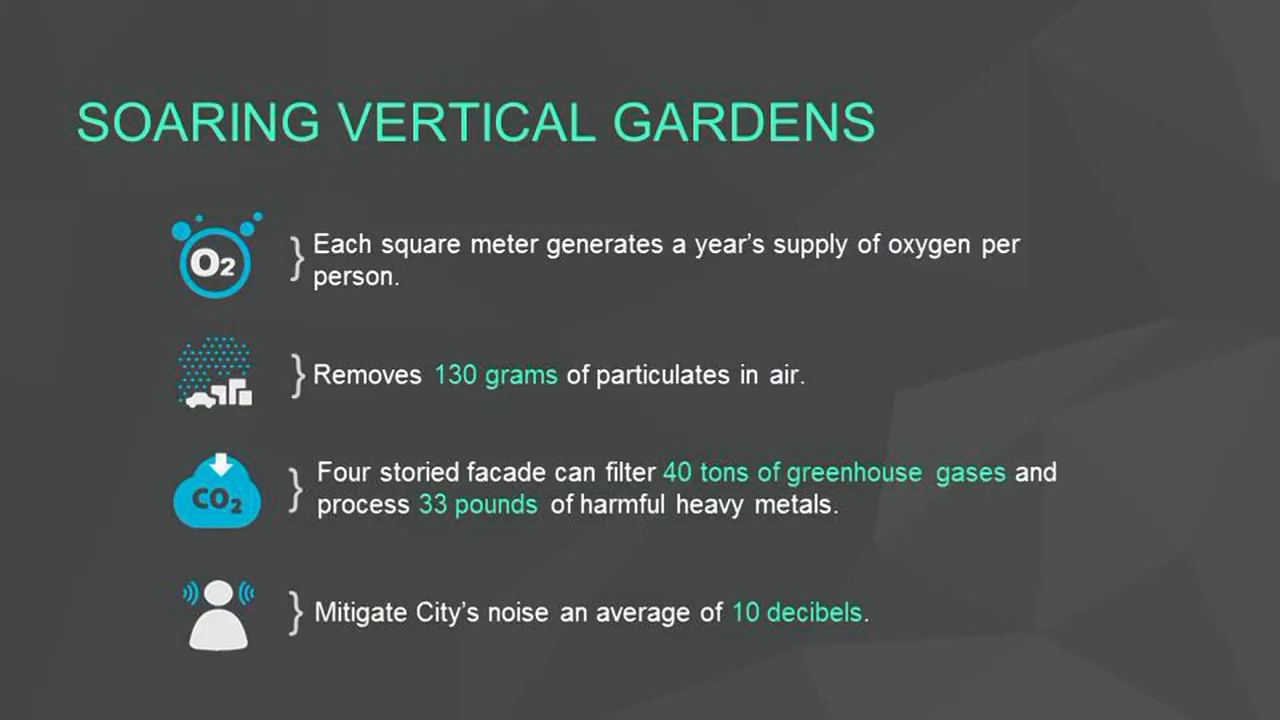 SOARING VERTICAL GARDENS
O2
Each square meter generates a year’s supply of oxygen per
person.
Removes 130 grams of particulates in air.
CO2
Four storied facade can filter 40 tons of greenhouse gases and
process 33 pounds of harmful heavy metals.
Mitigate City’s noise an average of 10 decibels.